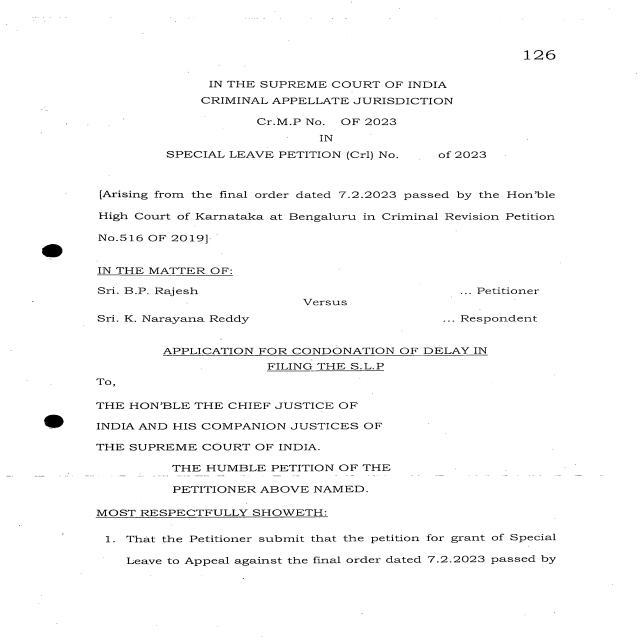 126
IN THE SUPREME COURT OF INDIA
CRIMINAL APPELLATE JURISDICTION
Cr.M.P No. OF 2023
IN
SPECIAL LEAVE PETITION (Crl) No. of 2023
[Arising from the final order dated 7.2.2023 passed by the Hon'ble
High Court of Karnataka at Bengaluru in Criminal Revision Petition
No.516 OF 2019]
IN THE MATTER OF:
Sri. B.P. Rajesh ... Petitioner
Versus
Sri. K. Narayana Reddy ... Respondent
APPLICATION FOR CONDONATION OF DELAY IN
FILING THE S.L.P
To,
THE HON'BLE THE CHIEF JUSTICE OF
INDIA AND HIS COMPANION JUSTICES OF
THE SUPREME COURT OF INDIA.
THE HUMBLE PETITION OF THE
PETITIONER ABOVE NAMED.
MOST RESPECTFULLY SHOWETH:
1. That the Petitioner submit that the petition for grant of Special
Leave to Appeal against the final order dated 7.2.2023 passed by